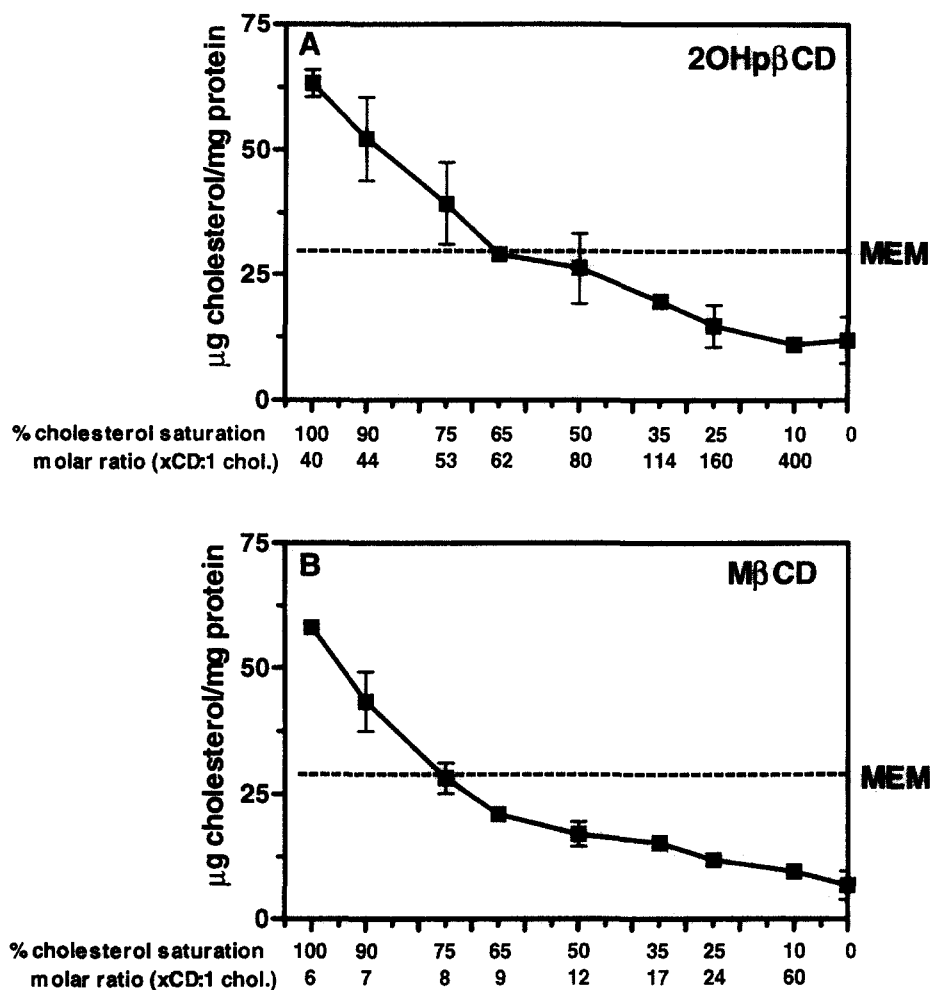 75
A
2OHpβCD
50
µg cholesterol/mg protein
MEM
25
0
% cholesterol saturation 100 90 75 65 50 35 25 10 0
molar ratio (xCD:1 chol.) 40 44 53 62 80 114 160 400
75
B
MβCD
50
µg cholesterol/mg protein
MEM
25
0
% cholesterol saturation 100 90 75 65 50 35 25 10 0
molar ratio (xCD:1 chol.) 6 7 8 9 12 17 24 60